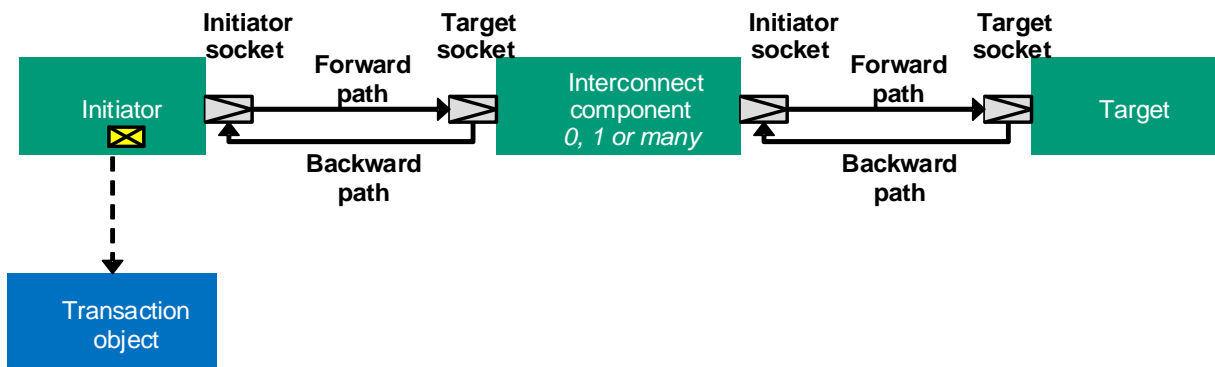 Initiator
socket
Target
socket
Initiator
socket
Target
socket
Forward
path
Forward
path
Initiator
Interconnect
component
0, 1 or many
Target
Backward
path
Backward
path
Transaction
object